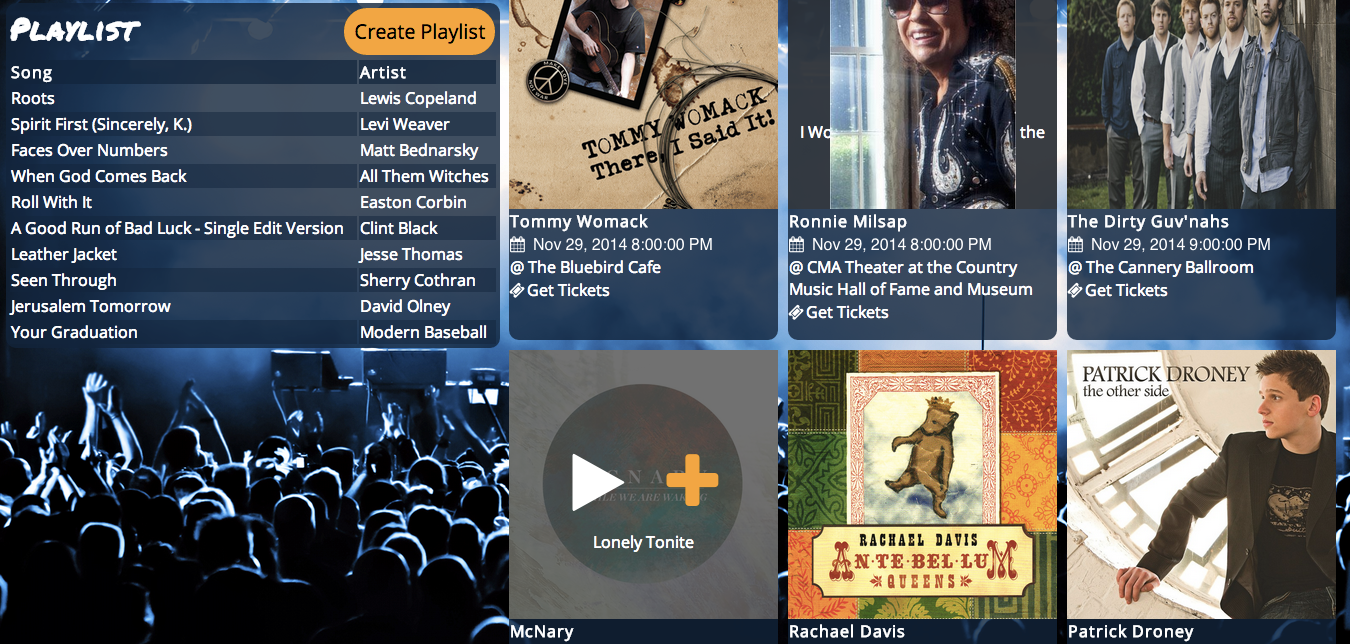 Playlist
Create Playlist
Song Artist
Roots Lewis Copeland
Spirit First (Sincerely, K.) Levi Weaver
Faces Over Numbers Matt Bednarsky
When God Comes Back All Them Witches
Roll With It Easton Corbin
A Good Run of Bad Luck - Single Edit Version Clint Black
Leather Jacket Jesse Thomas
Seen Through Sherry Cothran
Jerusalem Tomorrow David Olney
Your Graduation Modern Baseball
TOMMY WOMACK
There, I Said It!
Tommy Womack
Nov 29, 2014 8:00:00 PM
@ The Bluebird Cafe
Get Tickets
I Wo the
Ronnie Milsap
Nov 29, 2014 8:00:00 PM
@ CMA Theater at the Country
Music Hall of Fame and Museum
Get Tickets
The Dirty Guv'nahs
Nov 29, 2014 9:00:00 PM
@ The Cannery Ballroom
Get Tickets
WE ARE
Lonely Tonite
McNary
RACHAEL DAVIS
AN·TE·BEL·LUM
QUEENS
Rachael Davis
PATRICK DRONEY
the other side
Patrick Droney